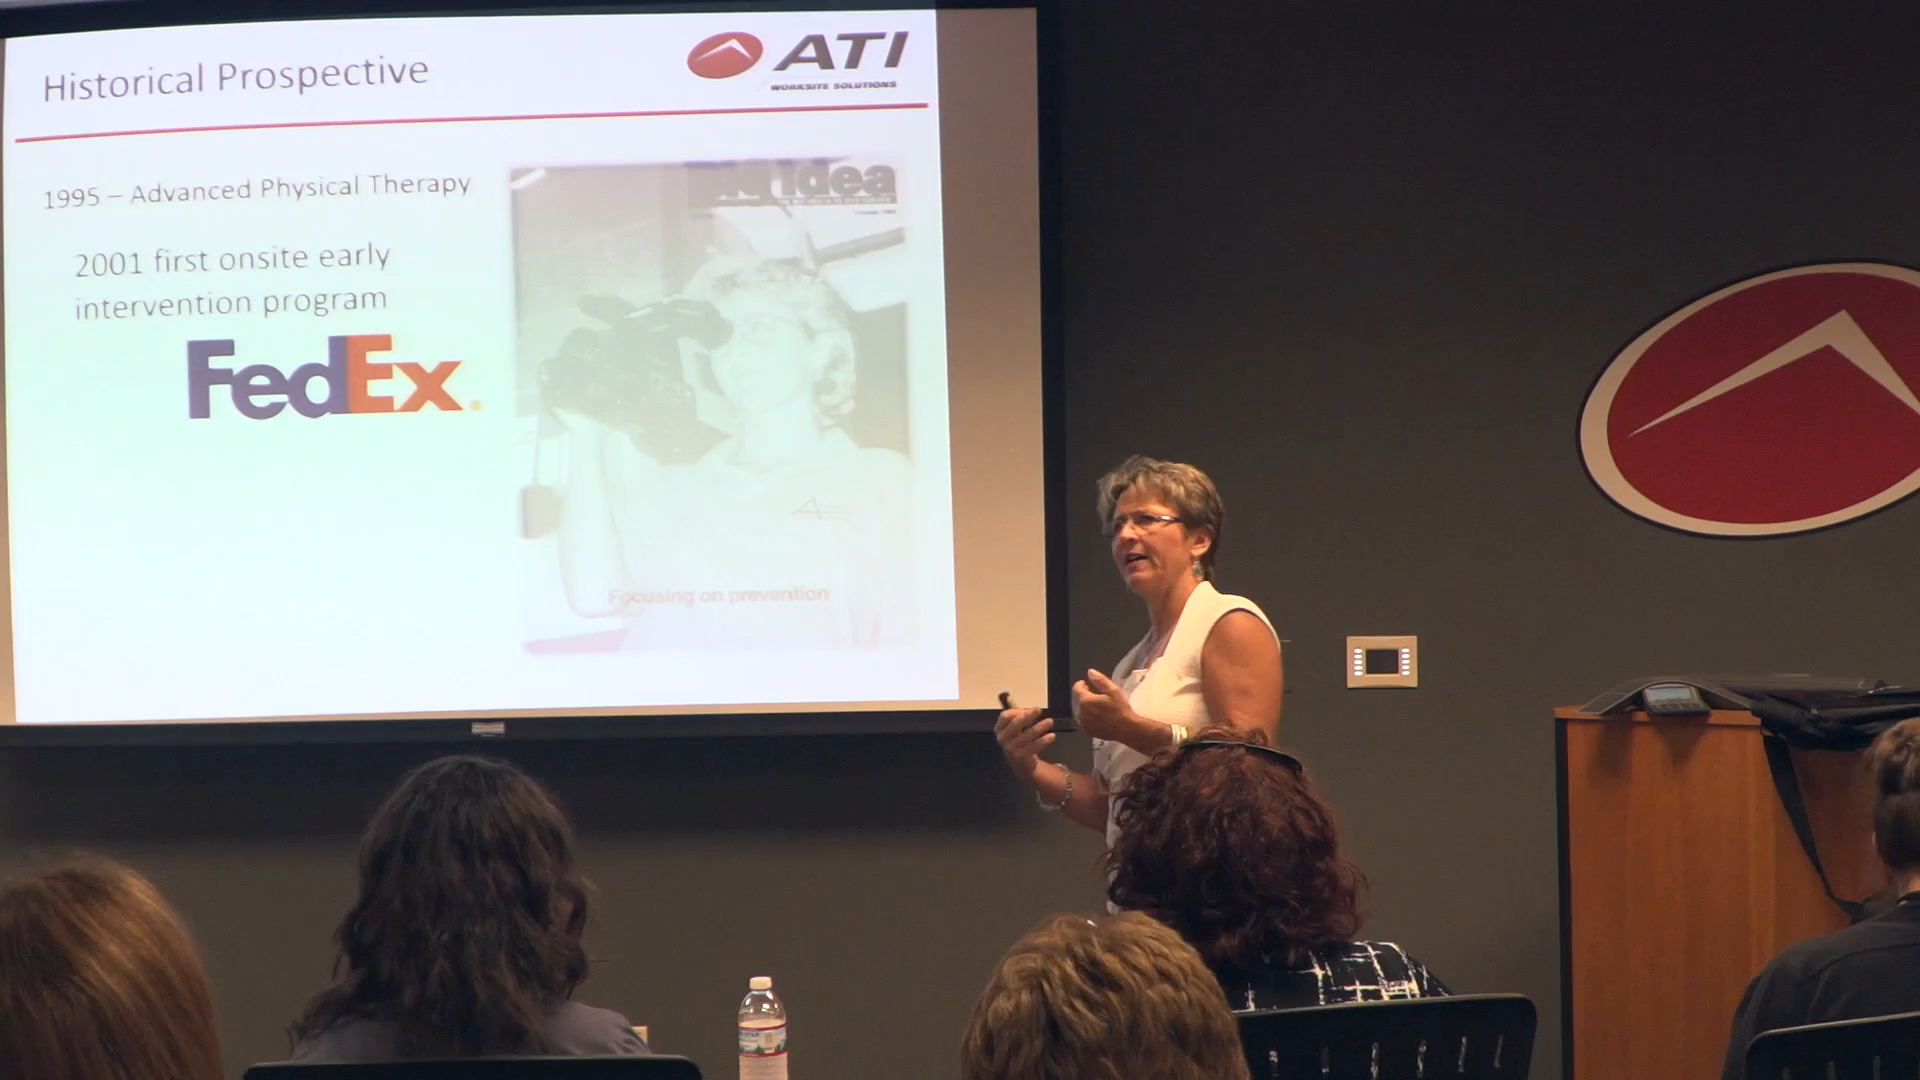 Historical Prospective
ATI
WORKSITE SOLUTIONS
1995 – Advanced Physical Therapy
2001 first onsite early
intervention program
FedEx.
idea
Focusing on prevention